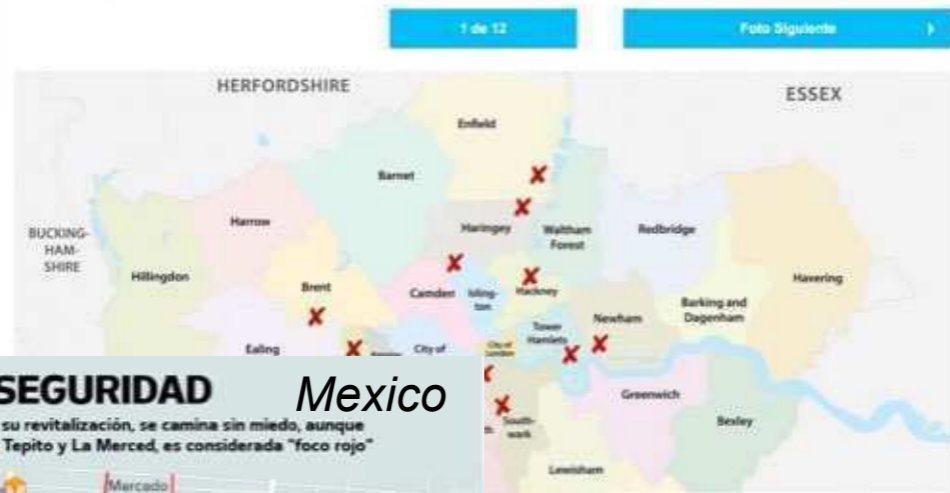 1 de 12
Foto Siguiente
HERFORDSHIRE
ESSEX
Enfield
Barnet
Harrow
Haringey
Waltham
Forest
Redbridge
BUCKING-
HAM-
SHIRE
Hillingdon
Brent
Camden
Isling-
ton
Hackney
Havering
Barking and
Dagenham
Newham
Tower
Hamlets
Ealing
City of
City of
London
Greenwich
Bexley
South-
wark
Lewisham
SEGURIDAD
Mexico
su revitalización, se camina sin miedo, aunque
Tepito y La Merced, es considerada "foco rojo"
Mercado